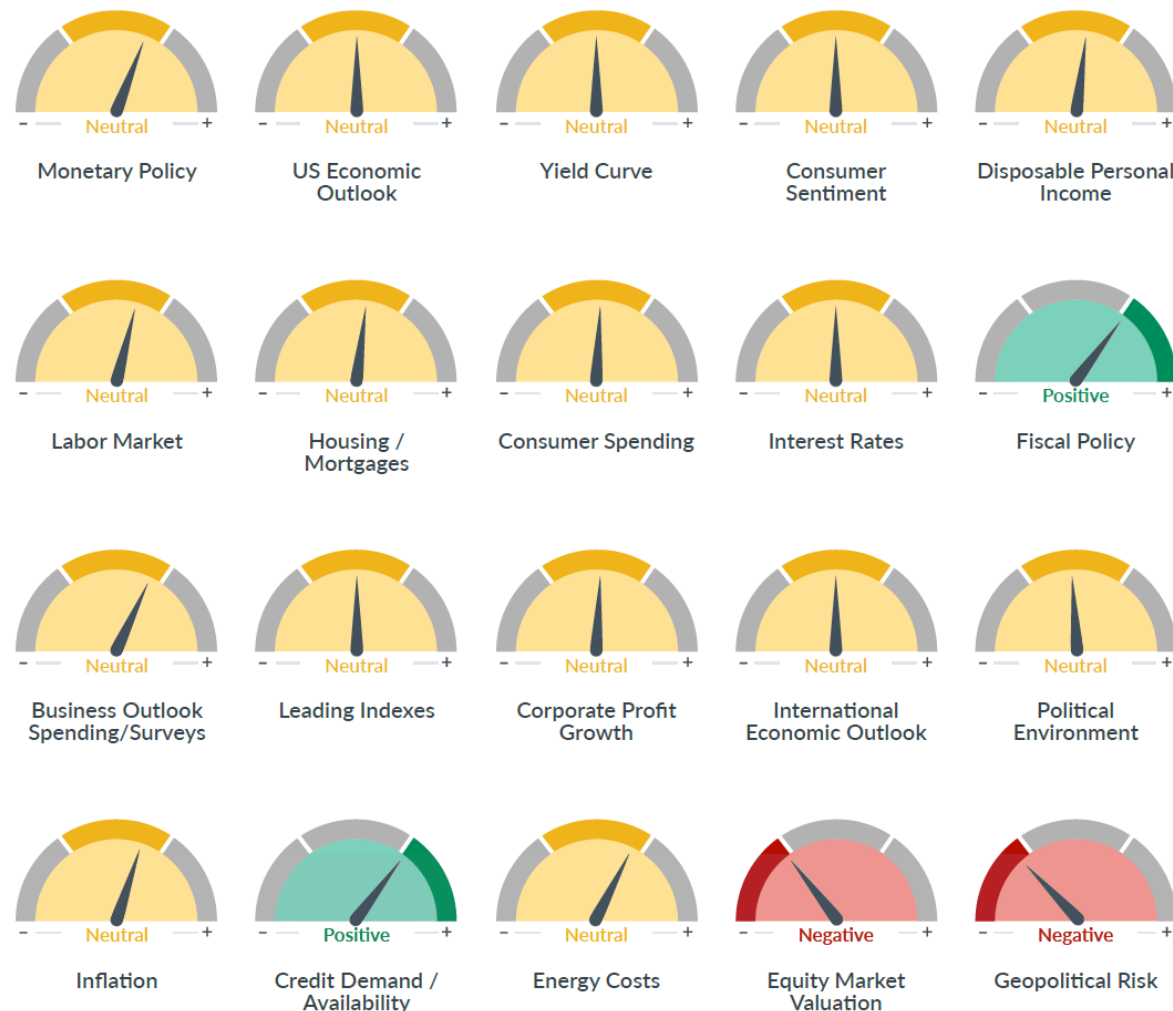 - Neutral +
Monetary Policy
- Neutral +
US Economic
Outlook
- Neutral +
Yield Curve
- Neutral +
Consumer
Sentiment
- Neutral +
Disposable Personal
Income
- Neutral +
Labor Market
- Neutral +
Housing /
Mortgages
- Neutral +
Consumer Spending
- Neutral +
Interest Rates
- Positive +
Fiscal Policy
- Neutral +
Business Outlook
Spending/Surveys
- Neutral +
Leading Indexes
- Neutral +
Corporate Profit
Growth
- Neutral +
International
Economic Outlook
- Neutral +
Political
Environment
- Neutral +
Inflation
- Positive +
Credit Demand /
Availability
- Neutral +
Energy Costs
- Negative +
Equity Market
Valuation
- Negative +
Geopolitical Risk